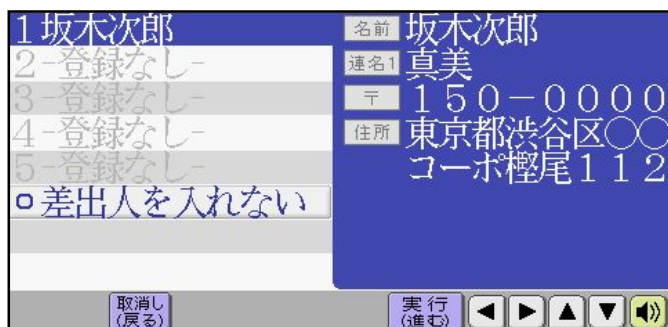 1坂木次郎
2-登録なし-
3-登録なし-
4-登録なし-
5-登録なし-
差出人を入れない
名前 坂木次郎
連名1 真美
〒 150-0000
住所 東京都渋谷区〇〇
コーポ樫尾112
取消し
(戻る)
実行
(進む)